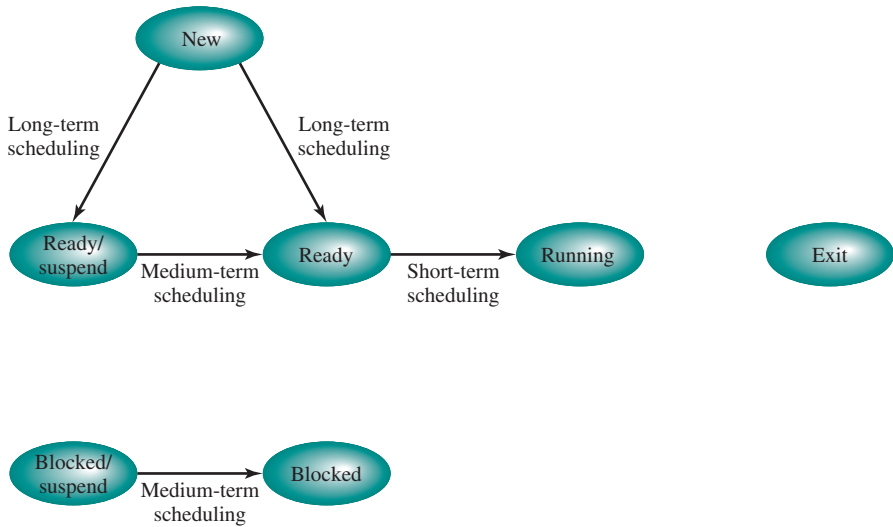 New
Long-term
scheduling
Long-term
scheduling
Ready/
suspend
Medium-term
scheduling
Ready
Short-term
scheduling
Running
Exit
Blocked/
suspend
Medium-term
scheduling
Blocked